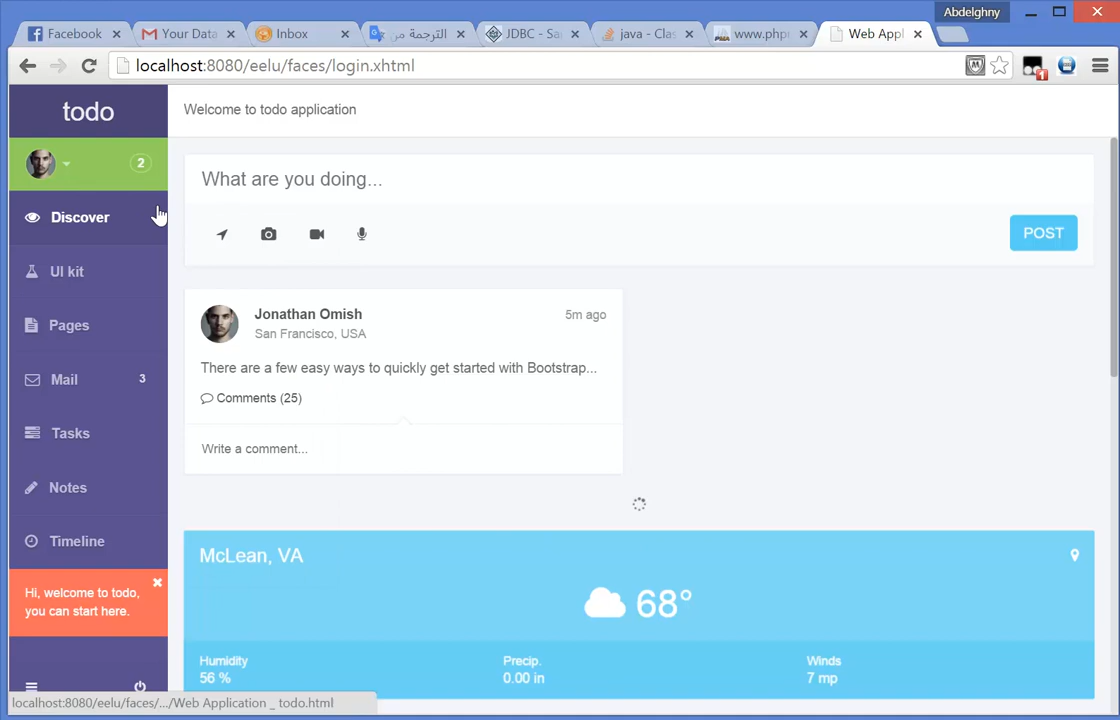 Abdelghny
Facebook
Your Data
Inbox
الترجمة من
JDBC - Sa
java - Clas
www.phpr
Web Appl
localhost:8080/eelu/faces/login.xhtml
1
todo
Welcome to todo application
2
What are you doing...
Discover
POST
UI kit
Jonathan Omish
5m ago
San Francisco, USA
Pages
There are a few easy ways to quickly get started with Bootstrap...
Mail 3
Comments (25)
Tasks
Write a comment...
Notes
Timeline
McLean, VA
Hi, welcome to todo,
you can start here.
68°
Humidity
Precip.
Winds
56 %
0.00 in
7 mp
localhost:8080/eelu/faces/.../Web Application _ todo.html